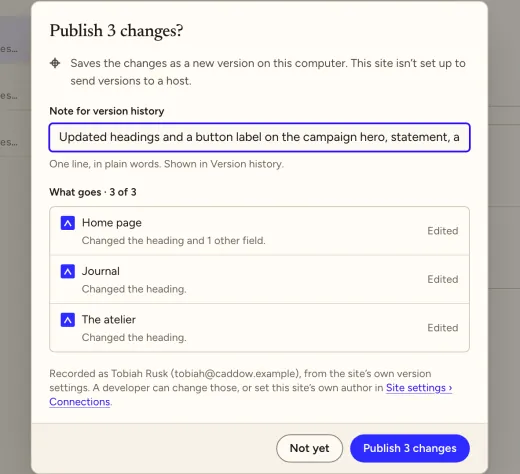 Publish 3 changes?
Saves the changes as a new version on this computer. This site isn't set up to
send versions to a host.
Note for version history
Updated headings and a button label on the campaign hero, statement, a
One line, in plain words. Shown in Version history.
What goes · 3 of 3
Home page
Changed the heading and 1 other field.
Edited
Journal
Changed the heading.
Edited
The atelier
Changed the heading.
Edited
Recorded as Tobiah Rusk (tobiah@caddow.example), from the site's own version
settings. A developer can change those, or set this site's own author in Site settings ›
Connections.
Not yet
Publish 3 changes
es...
es...
es...